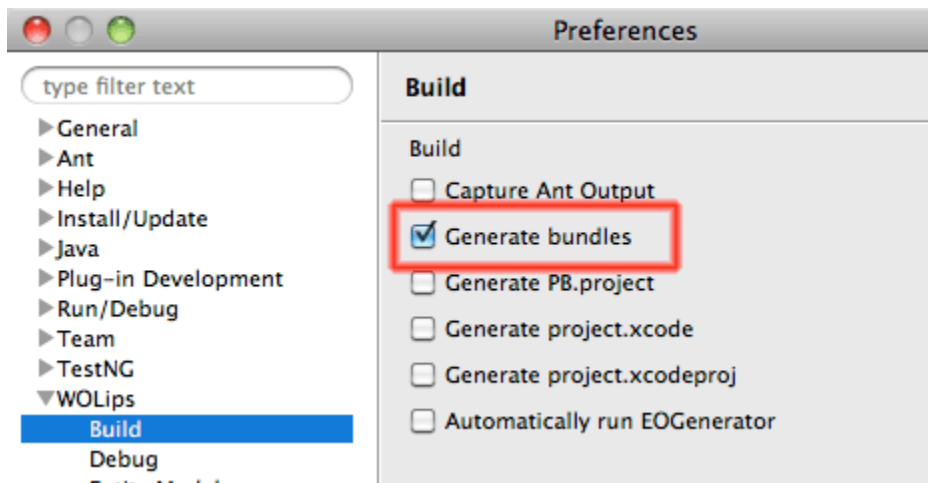 Preferences
type filter text
General
Ant
Help
Install/Update
Java
Plug-in Development
Run/Debug
Team
TestNG
WOLips
Build
Debug
Build
Build
Capture Ant Output
Generate bundles
Generate PB.project
Generate project.xcode
Generate project.xcodeproj
Automatically run EOGenerator